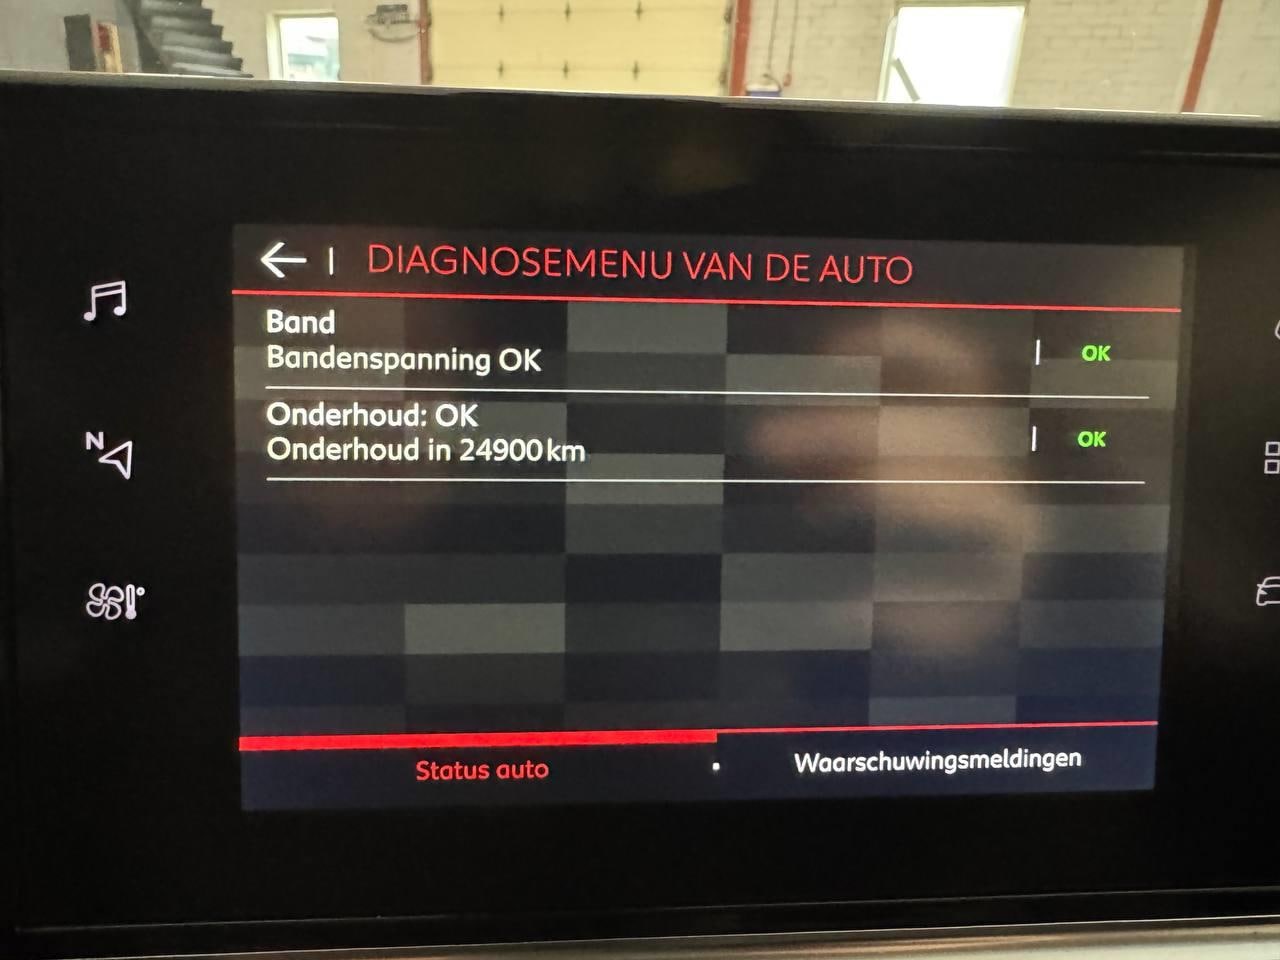 DIAGNOSEMENU VAN DE AUTO
Band
Bandenspanning OK
OK
Onderhoud: OK
Onderhoud in 24900 km
OK
N
Status auto
Waarschuwingsmeldingen